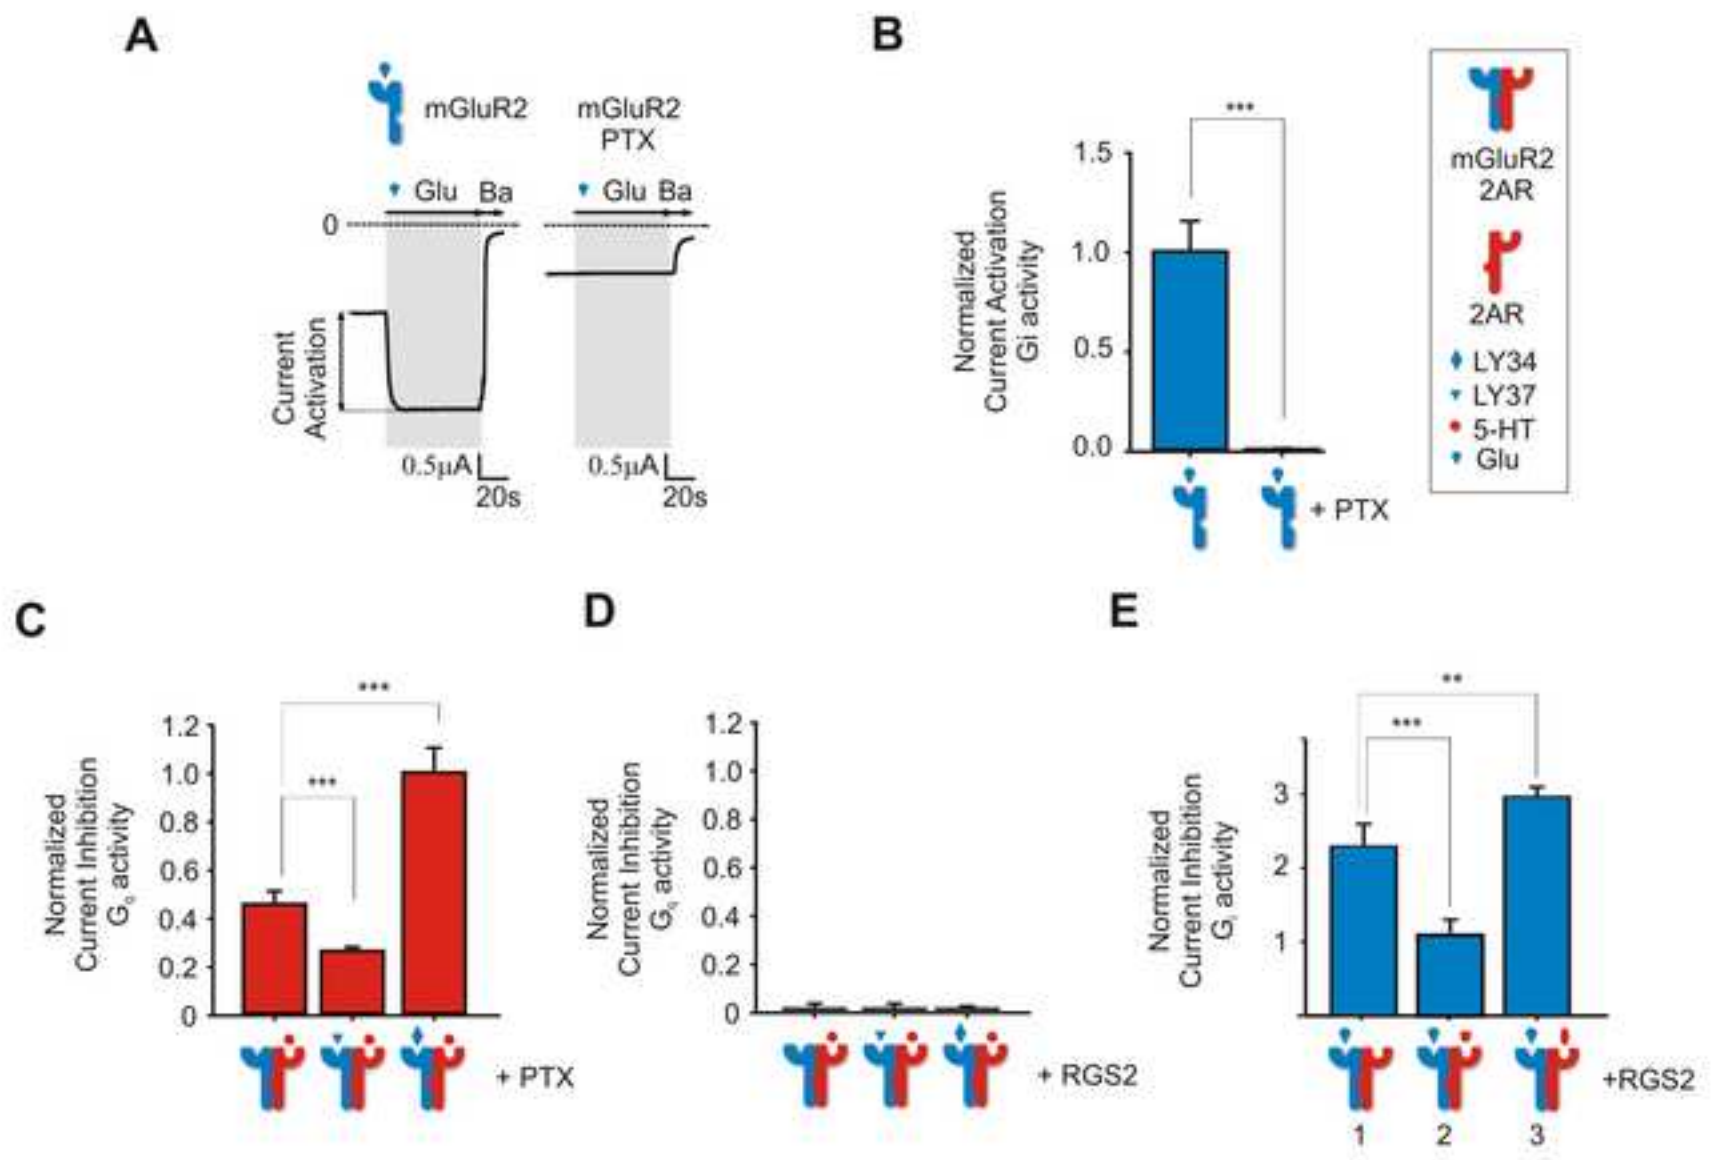 A
mGluR2
mGluR2
PTX
Glu Ba
Glu Ba
0
Current
Activation
0.5µA
20s
0.5µA
20s
B
***
1.5
1.0
0.5
0.0
Normalized
Current Activation
Gi activity
+ PTX
mGluR2
2AR
2AR
LY34
LY37
5-HT
Glu
C
***
***
1.2
1.0
0.8
0.6
0.4
0.2
0
Normalized
Current Inhibition
Gq activity
+ PTX
D
1.2
1.0
0.8
0.6
0.4
0.2
0
Normalized
Current Inhibition
Gq activity
+ RGS2
E
**
***
3
2
1
Normalized
Current Inhibition
Gi activity
+RGS2
1 2 3